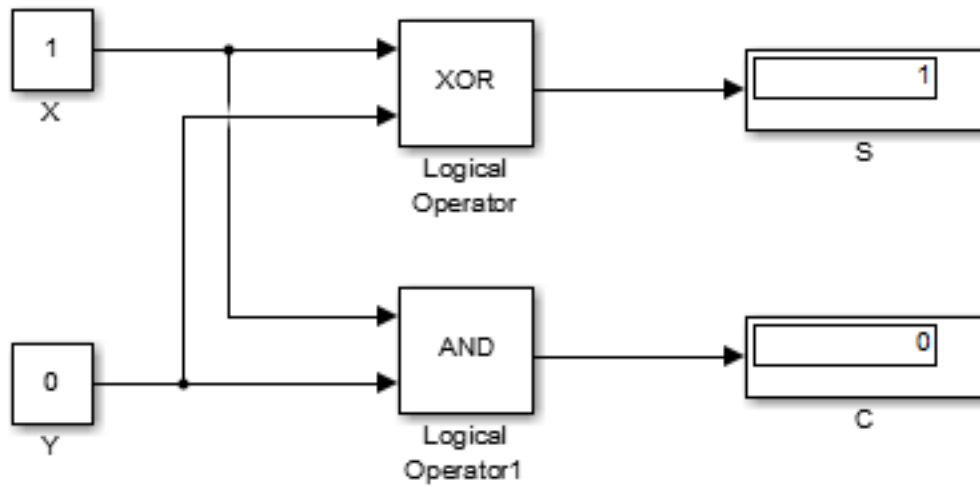 1
X
XOR
Logical
Operator
1
S
0
Y
AND
Logical
Operator1
0
C